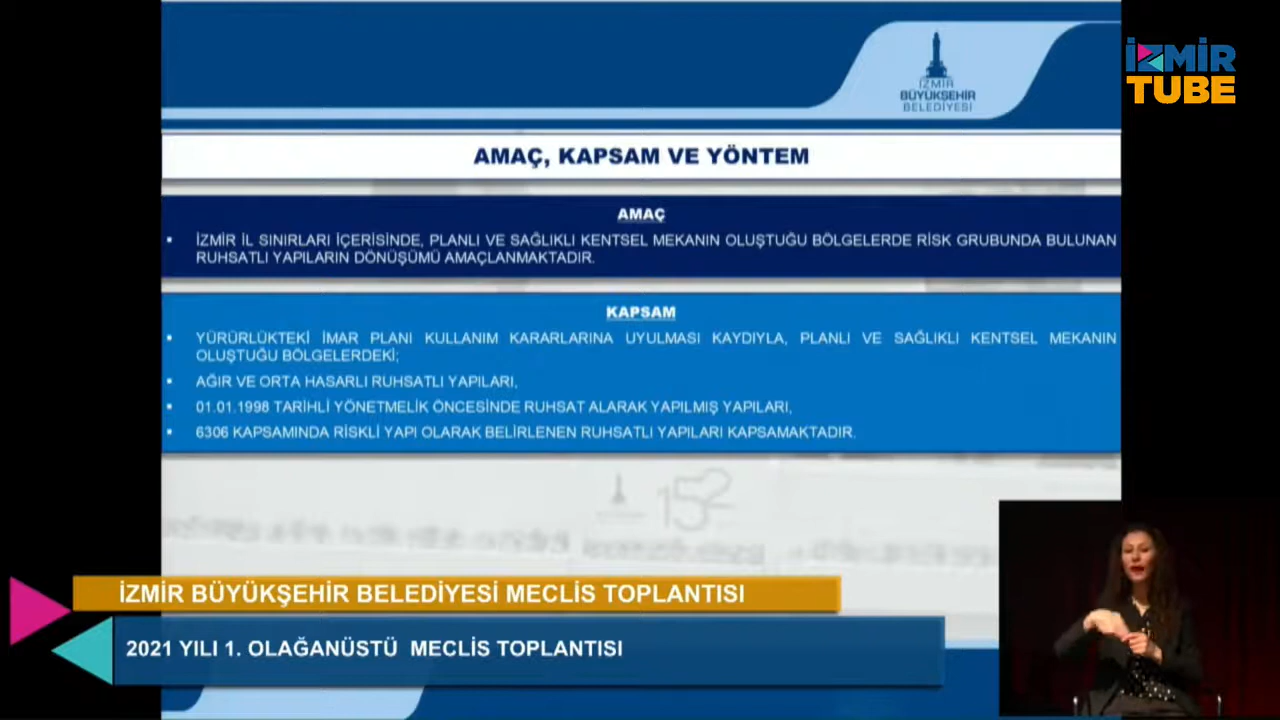 İZMİR
TUBE
İZMİR
BÜYÜKŞEHİR
BELEDİYESİ
AMAÇ, KAPSAM VE YÖNTEM
AMAÇ
▪ İZMİR İL SINIRLARI İÇERİSİNDE, PLANLI VE SAĞLIKLI KENTSEL MEKANIN OLUŞTUĞU BÖLGELERDE RİSK GRUBUNDA BULUNAN
RUHSATLI YAPILARIN DÖNÜŞÜMÜ AMAÇLANMAKTADIR.
KAPSAM
▪ YÜRÜRLÜKTEKİ İMAR PLANI KULLANIM KARARLARINA UYULMASI KAYDIYLA, PLANLI VE SAĞLIKLI KENTSEL MEKANIN
OLUŞTUĞU BÖLGELERDEKİ;
▪ AĞIR VE ORTA HASARLI RUHSATLI YAPILARI,
▪ 01.01.1998 TARİHLİ YÖNETMELİK ÖNCESİNDE RUHSAT ALARAK YAPILMIŞ YAPILARI,
▪ 6306 KAPSAMINDA RİSKLİ YAPI OLARAK BELİRLENEN RUHSATLI YAPILARI KAPSAMAKTADIR.
152
İZMİR BÜYÜKŞEHİR BELEDİYESİ MECLİS TOPLANTISI
2021 YILI 1. OLAĞANÜSTÜ MECLİS TOPLANTISI